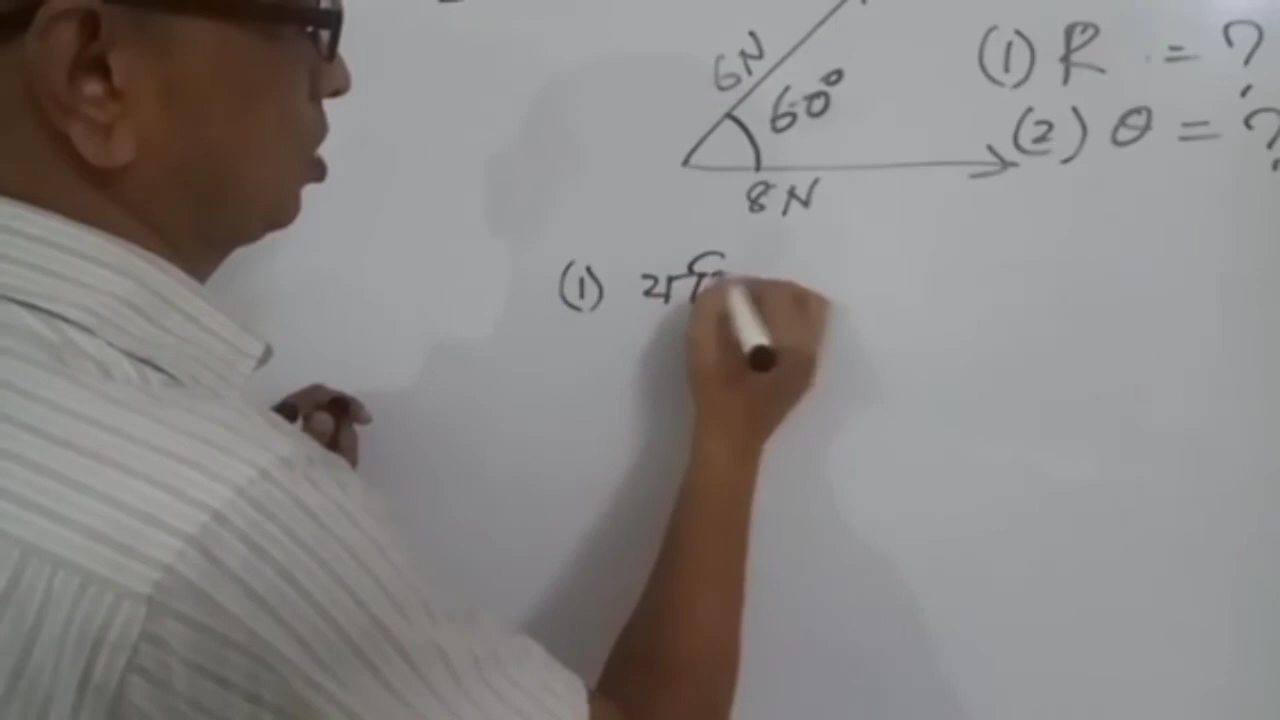 6N
60°
8N
(1) R = ?
(2) θ = ?
(1)